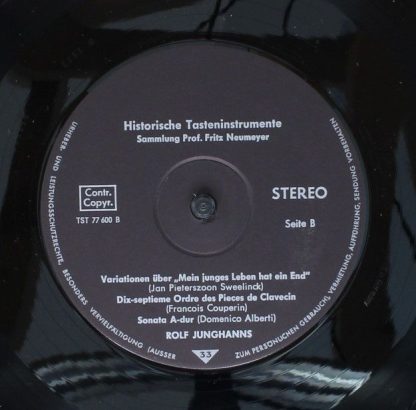 Historische Tasteninstrumente
Sammlung Prof. Fritz Neumeyer
Contr.
Copyr.
TST 77 600 B
STEREO
Seite B
Variationen über „Mein junges Leben hat ein End"
(Jan Pieterszoon Sweelinck)
Dix-septieme Ordre des Pieces de Clavecin
(Francois Couperin)
Sonata A-dur (Domenico Alberti)
ROLF JUNGHANNS
33
URHEBER- UND LEISTUNGSSCHUTZRECHTE, BESONDERS VERVIELFÄLTIGUNG (AUSSER ZUM PERSÖNLICHEN GEBRAUCH), VERMIETUNG, AUFFÜHRUNG, SENDUNG VORBEHALTEN